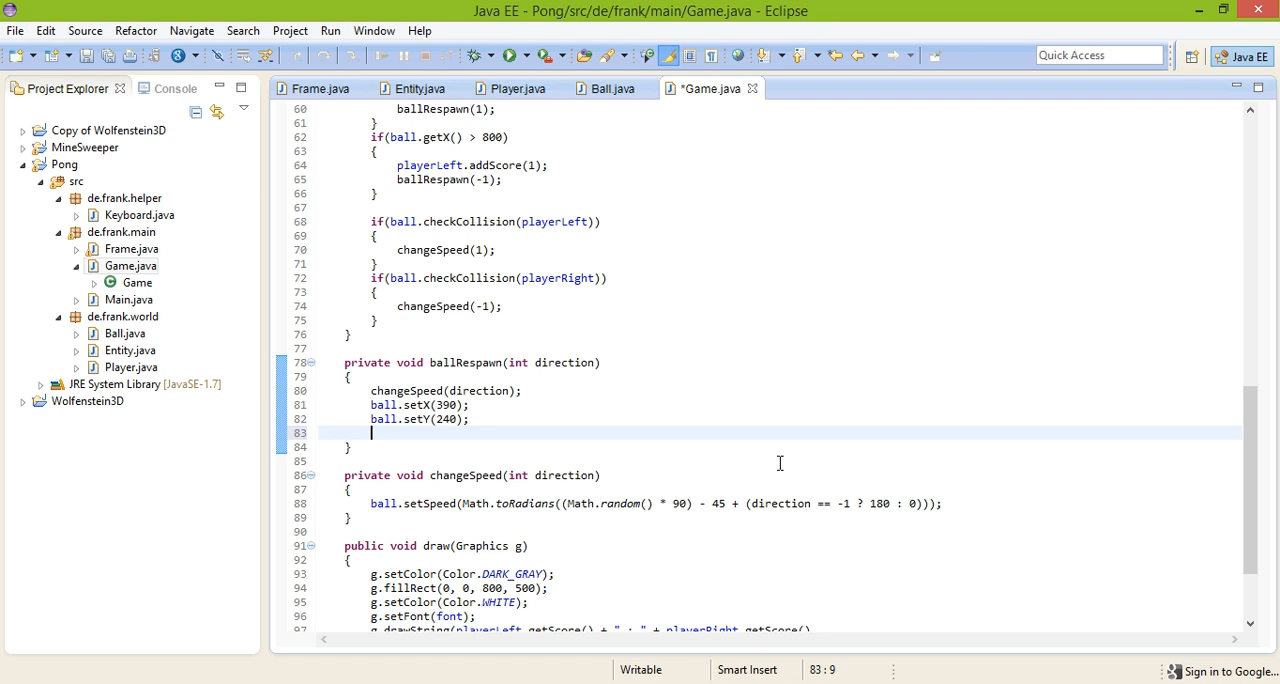 Java EE - Pong/src/de/frank/main/Game.java - Eclipse
File Edit Source Refactor Navigate Search Project Run Window Help
Quick Access
Java EE
Project Explorer
Console
Frame.java
Entity.java
Player.java
Ball.java
*Game.java
Copy of Wolfenstein3D
MineSweeper
Pong
src
de.frank.helper
Keyboard.java
de.frank.main
Frame.java
Game.java
Game
Main.java
de.frank.world
Ball.java
Entity.java
Player.java
JRE System Library [JavaSE-1.7]
Wolfenstein3D
60 ballRespawn(1);
61 }
62 if(ball.getX() > 800)
63 {
64 playerLeft.addScore(1);
65 ballRespawn(-1);
66 }
67
68 if(ball.checkCollision(playerLeft))
69 {
70 changeSpeed(1);
71 }
72 if(ball.checkCollision(playerRight))
73 {
74 changeSpeed(-1);
75 }
76 }
77
78 private void ballRespawn(int direction)
79 {
80 changeSpeed(direction);
81 ball.setX(390);
82 ball.setY(240);
83
84 }
85
86 private void changeSpeed(int direction)
87 {
88 ball.setSpeed(Math.toRadians((Math.random() * 90) - 45 + (direction == -1 ? 180 : 0)));
89 }
90
91 public void draw(Graphics g)
92 {
93 g.setColor(Color.DARK_GRAY);
94 g.fillRect(0, 0, 800, 500);
95 g.setColor(Color.WHITE);
96 g.setFont(font);
97 g.drawString(playerLeft.getScore() + " : " + playerRight.getScore()
Writable
Smart Insert
83 : 9
Sign in to Google...